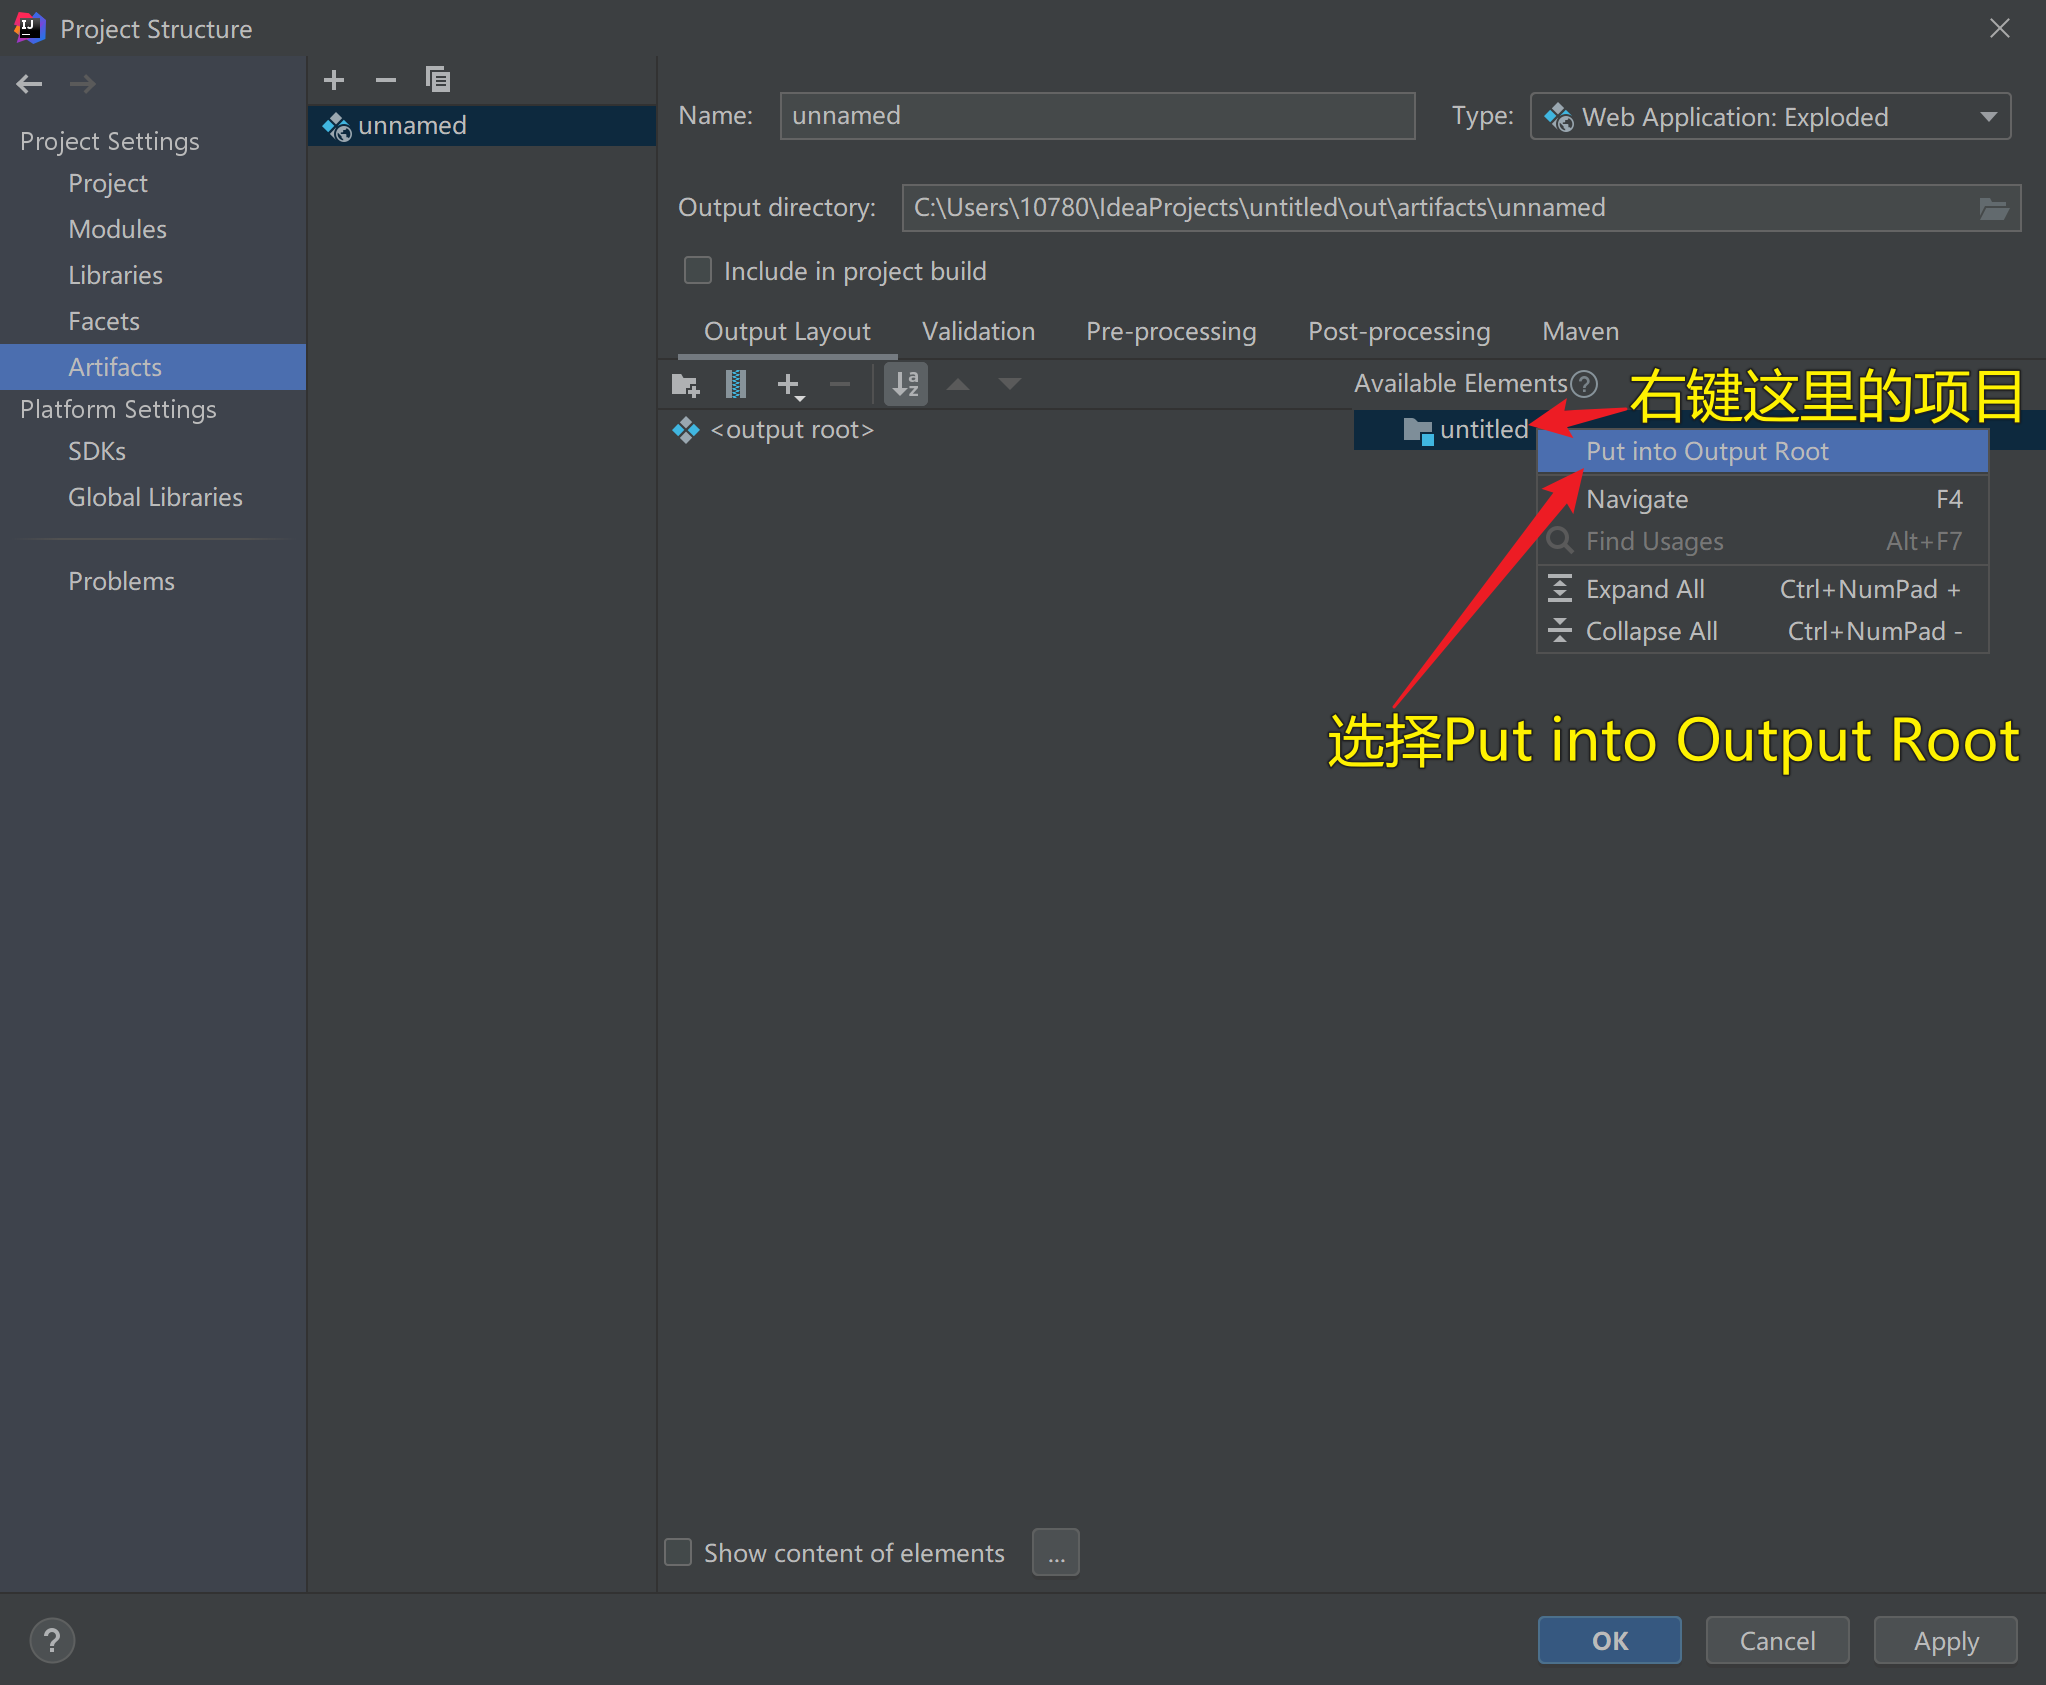 Project Structure
Project Settings
Project
Modules
Libraries
Facets
Artifacts
Platform Settings
SDKs
Global Libraries
Problems
unnamed
Name: unnamed Type: Web Application: Exploded
Output directory: C:\Users\10780\IdeaProjects\untitled\out\artifacts\unnamed
Include in project build
Output Layout Validation Pre-processing Post-processing Maven
Available Elements ? 右键这里的项目
<output root> untitled
Put into Output Root
Navigate F4
Find Usages Alt+F7
Expand All Ctrl+NumPad +
Collapse All Ctrl+NumPad -
选择Put into Output Root
Show content of elements ...
? OK Cancel Apply